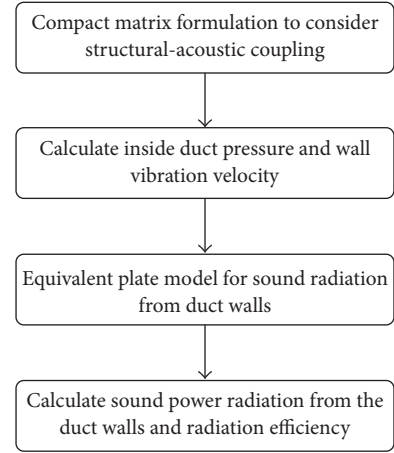 Compact matrix formulation to consider
structural-acoustic coupling
Calculate inside duct pressure and wall
vibration velocity
Equivalent plate model for sound radiation
from duct walls
Calculate sound power radiation from the
duct walls and radiation efficiency